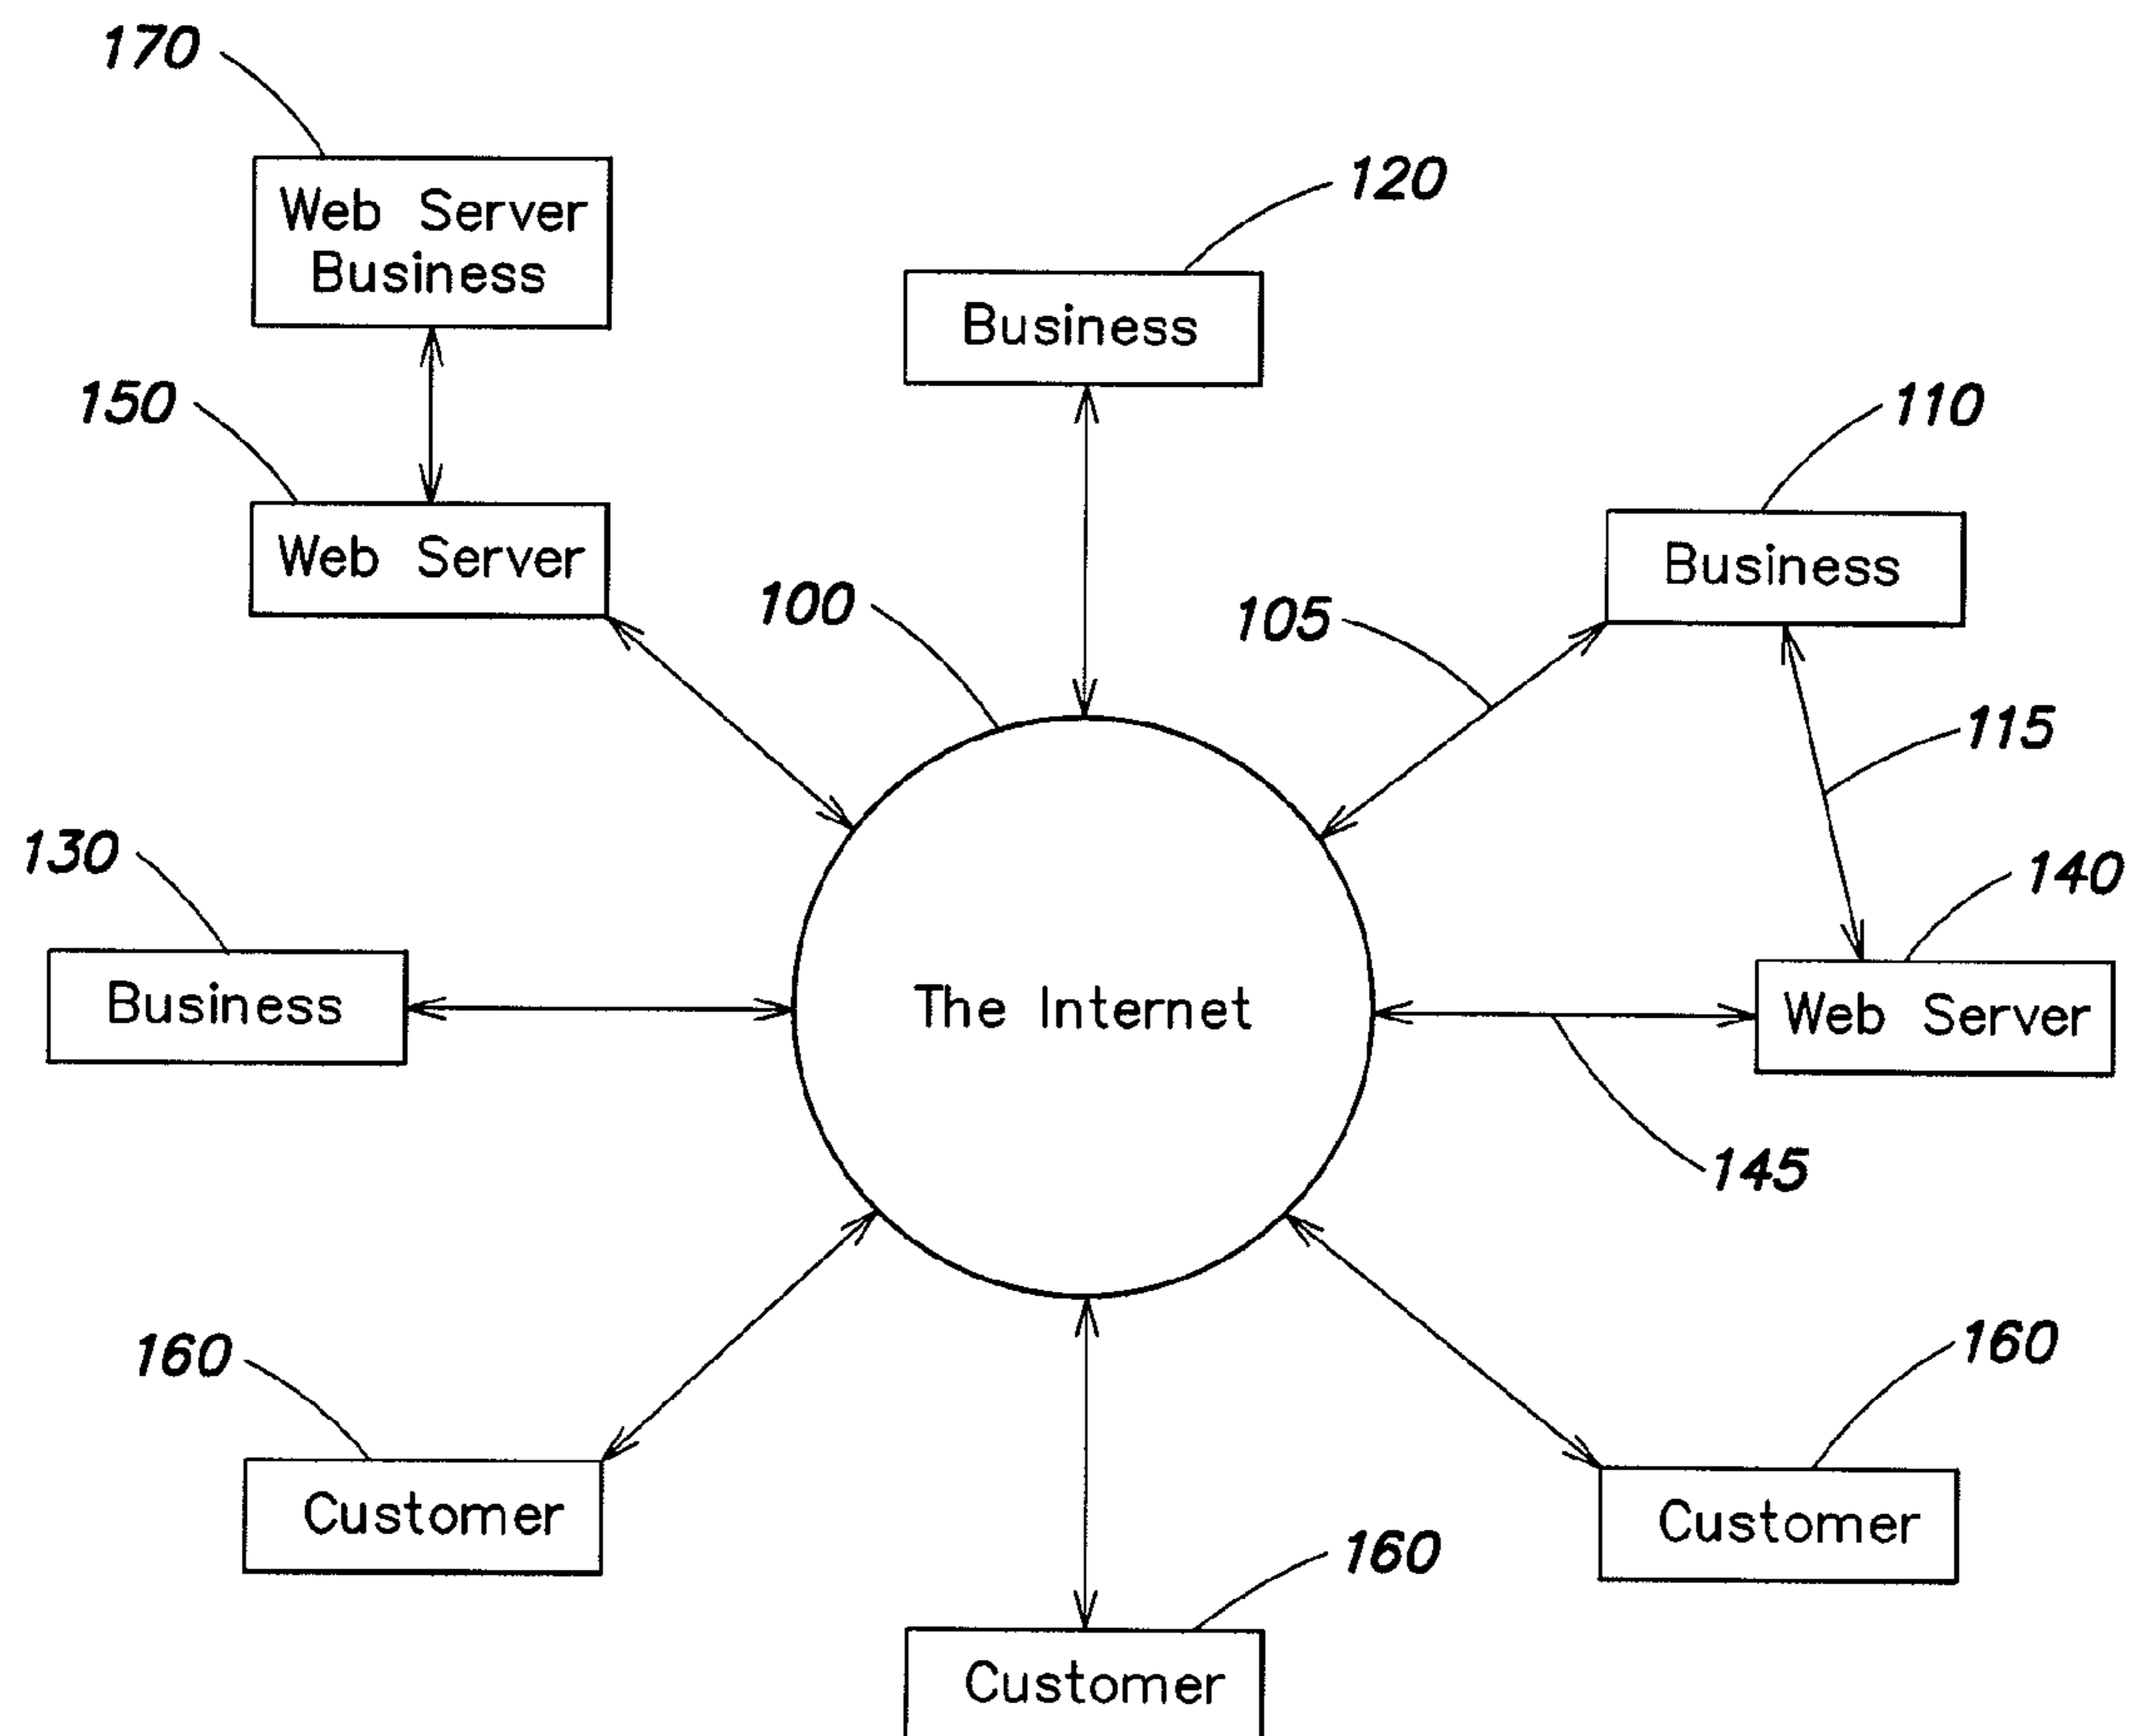 170
Web Server
Business
120
Business
150
Web Server
110
Business
100
105
115
130
Business
The Internet
140
Web Server
145
160
Customer
160
Customer
160
Customer